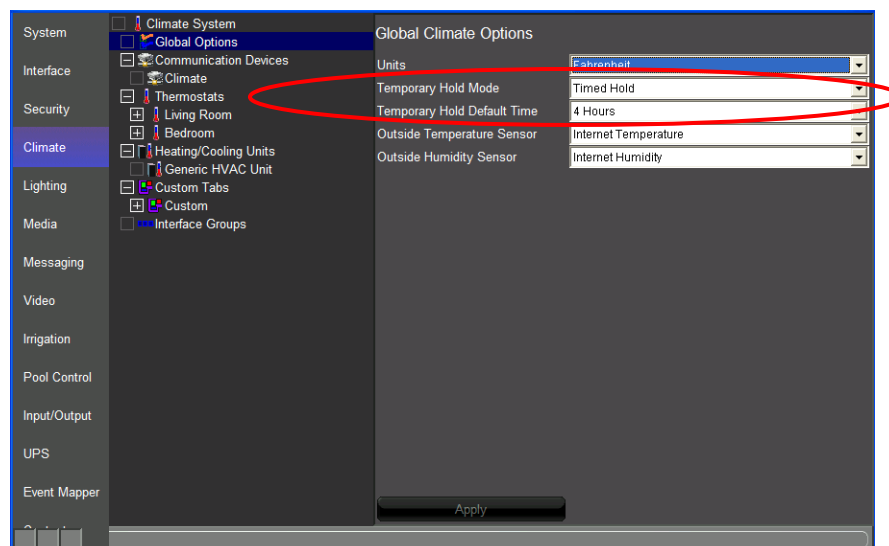 System
Interface
Security
Climate
Lighting
Media
Messaging
Video
Irrigation
Pool Control
Input/Output
UPS
Event Mapper
Climate System
Global Options
Communication Devices
Climate
Thermostats
Living Room
Bedroom
Heating/Cooling Units
Generic HVAC Unit
Custom Tabs
Custom
Interface Groups
Global Climate Options
Units Fahrenheit
Temporary Hold Mode Timed Hold
Temporary Hold Default Time 4 Hours
Outside Temperature Sensor Internet Temperature
Outside Humidity Sensor Internet Humidity
Apply